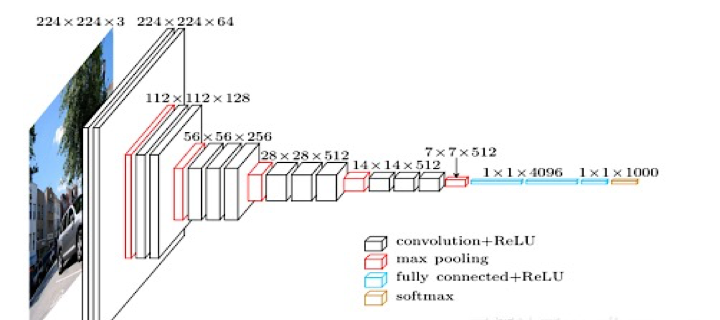 224×224×3
224×224×64
112×112×128
56×56×256
28×28×512
14×14×512
7×7×512
1×1×4096
1×1×1000
convolution+ReLU
max pooling
fully connected+ReLU
softmax